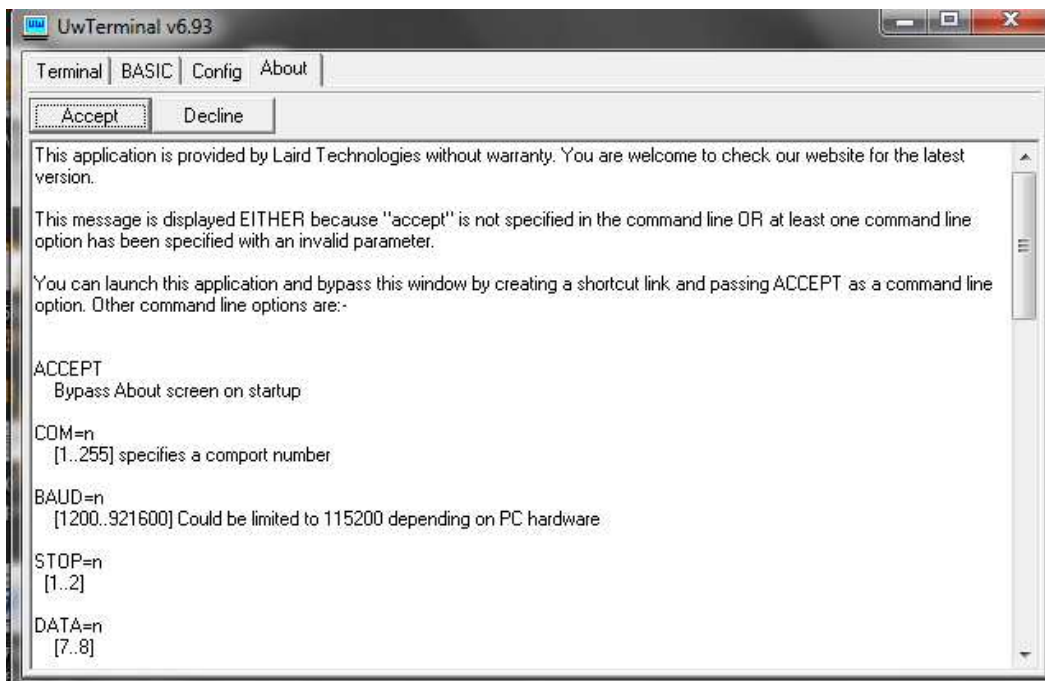 UwTerminal v6.93
Terminal BASIC Config About
Accept Decline
This application is provided by Laird Technologies without warranty. You are welcome to check our website for the latest
version.
This message is displayed EITHER because "accept" is not specified in the command line OR at least one command line
option has been specified with an invalid parameter.
You can launch this application and bypass this window by creating a shortcut link and passing ACCEPT as a command line
option. Other command line options are:-
ACCEPT
Bypass About screen on startup
COM=n
[1..255] specifies a comport number
BAUD=n
[1200..921600] Could be limited to 115200 depending on PC hardware
STOP=n
[1..2]
DATA=n
[7..8]